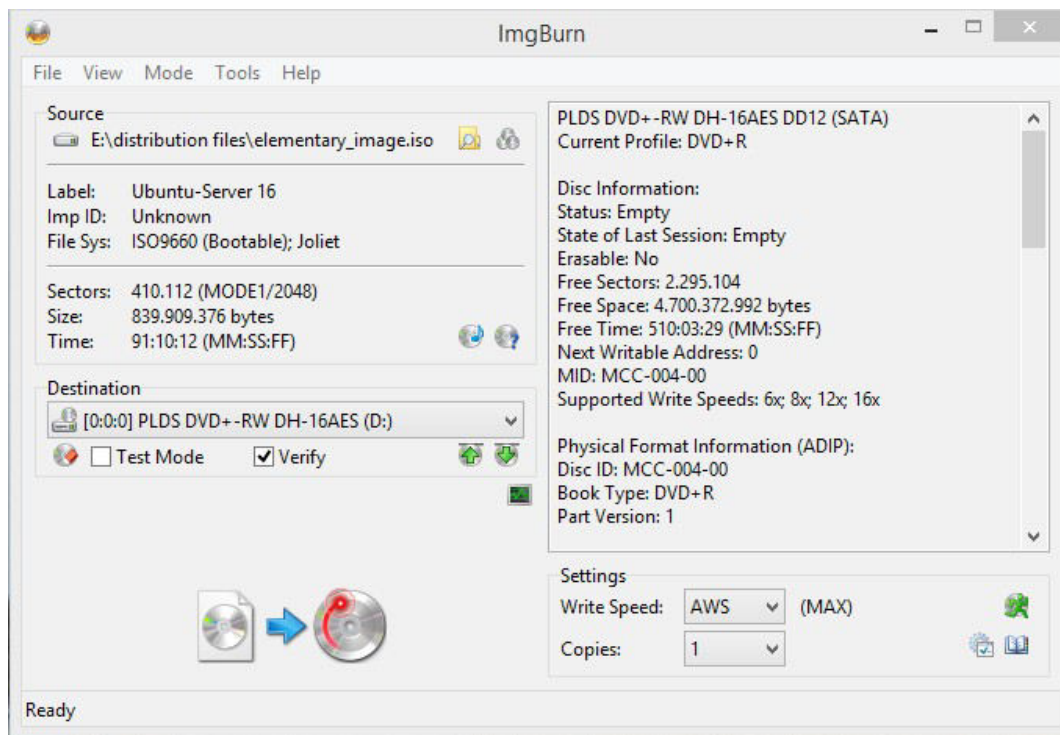 ImgBurn
File View Mode Tools Help
Source
E:\distribution files\elementary_image.iso
Label: Ubuntu-Server 16
Imp ID: Unknown
File Sys: ISO9660 (Bootable); Joliet
Sectors: 410.112 (MODE1/2048)
Size: 839.909.376 bytes
Time: 91:10:12 (MM:SS:FF)
Destination
[0:0:0] PLDS DVD+-RW DH-16AES (D:)
Test Mode Verify
PLDS DVD+-RW DH-16AES DD12 (SATA)
Current Profile: DVD+R
Disc Information:
Status: Empty
State of Last Session: Empty
Erasable: No
Free Sectors: 2.295.104
Free Space: 4.700.372.992 bytes
Free Time: 510:03:29 (MM:SS:FF)
Next Writable Address: 0
MID: MCC-004-00
Supported Write Speeds: 6x; 8x; 12x; 16x
Physical Format Information (ADIP):
Disc ID: MCC-004-00
Book Type: DVD+R
Part Version: 1
Settings
Write Speed: AWS (MAX)
Copies: 1
Ready